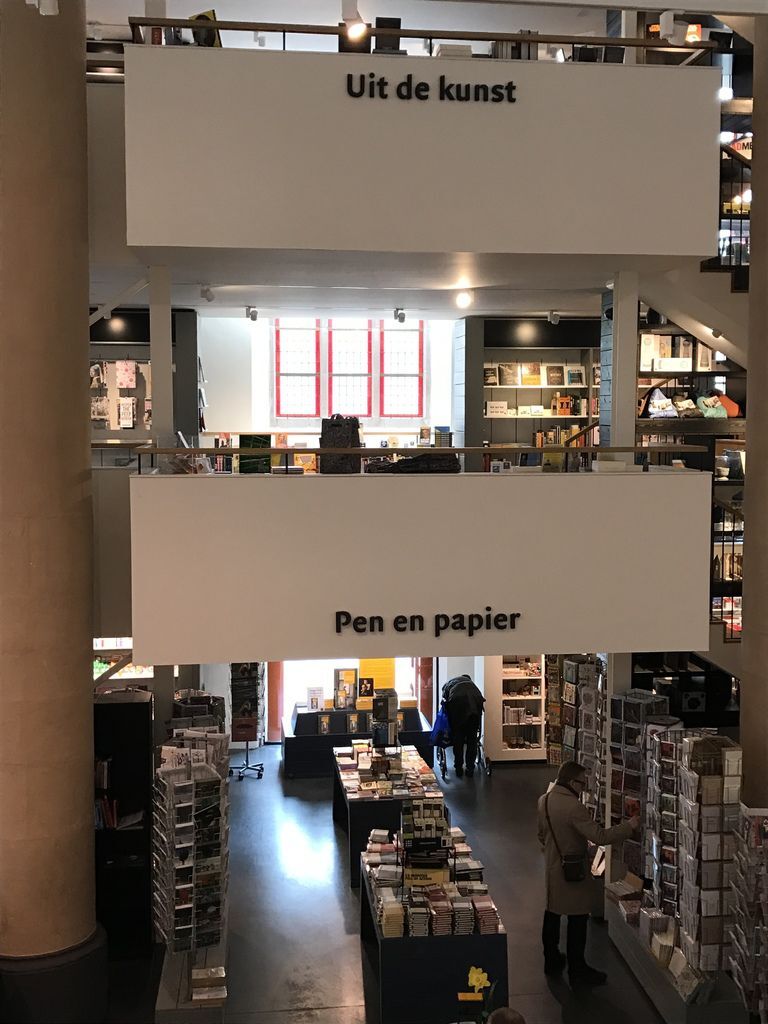 Uit de kunst
Pen en papier